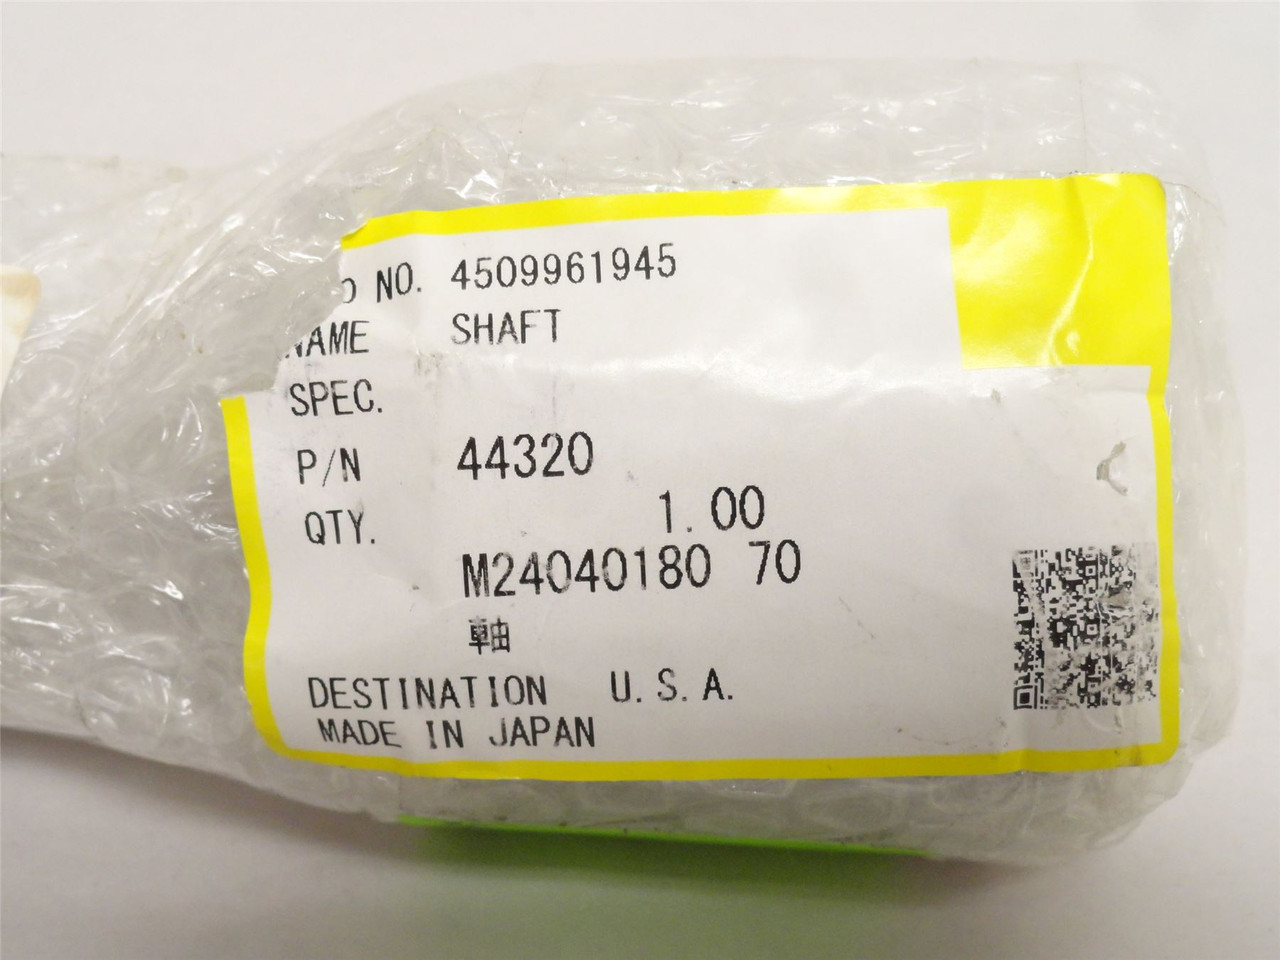 NO. 4509961945
NAME SHAFT
SPEC.
P/N 44320
QTY. 1.00
M24040180 70
軸
DESTINATION U.S.A.
MADE IN JAPAN